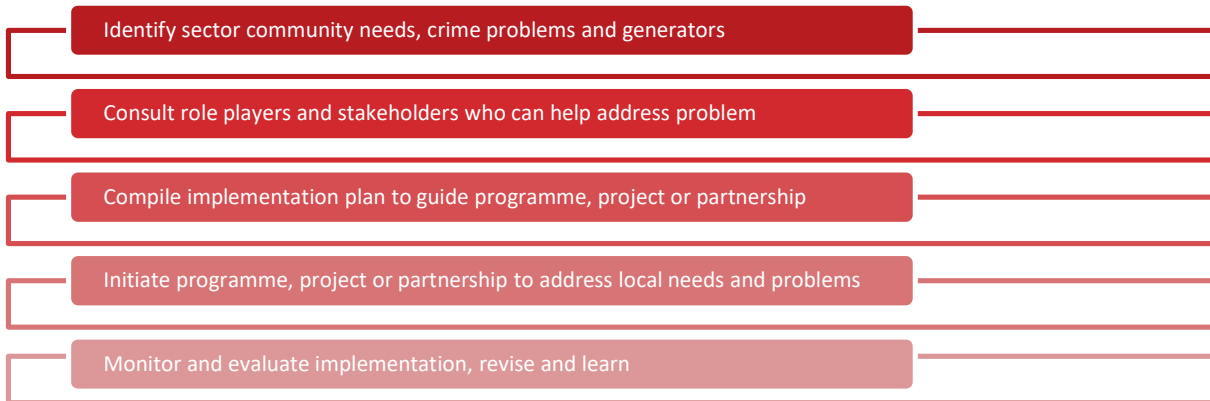 Identify sector community needs, crime problems and generators
Consult role players and stakeholders who can help address problem
Compile implementation plan to guide programme, project or partnership
Initiate programme, project or partnership to address local needs and problems
Monitor and evaluate implementation, revise and learn